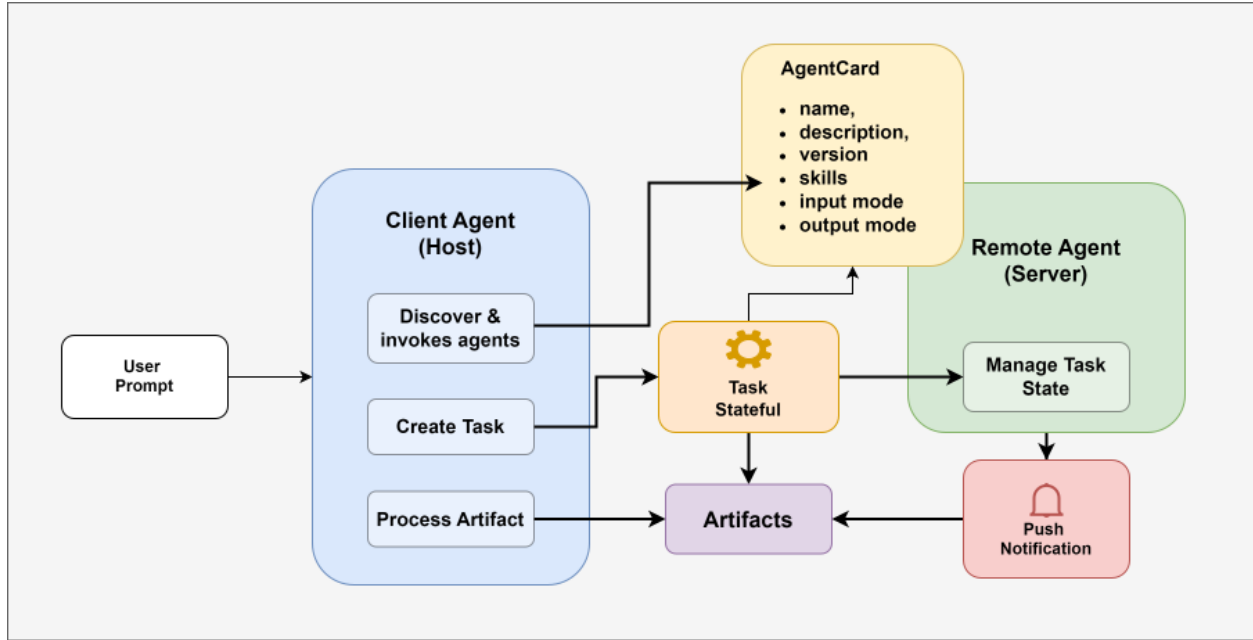 AgentCard
• name,
• description,
• version
• skills
• input mode
• output mode
Client Agent
(Host)
Remote Agent
(Server)
Discover &
invokes agents
User
Prompt
Task
Stateful
Manage Task
State
Create Task
Process Artifact
Artifacts
Push
Notification